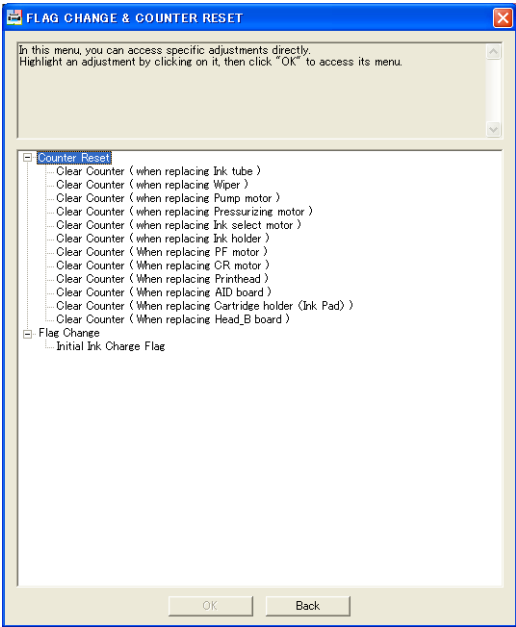 FLAG CHANGE & COUNTER RESET
In this menu, you can access specific adjustments directly.
Highlight an adjustment by clicking on it, then click "OK" to access its menu.
Counter Reset
Clear Counter ( when replacing Ink tube )
Clear Counter ( when replacing Wiper )
Clear Counter ( when replacing Pump motor )
Clear Counter ( when replacing Pressurizing motor )
Clear Counter ( when replacing Ink select motor )
Clear Counter ( when replacing Ink holder )
Clear Counter ( When replacing PF motor )
Clear Counter ( When replacing CR motor )
Clear Counter ( When replacing Printhead )
Clear Counter ( When replacing AID board )
Clear Counter ( When replacing Cartridge holder (Ink Pad) )
Clear Counter ( When replacing Head_B board )
Flag Change
Initial Ink Charge Flag
OK Back